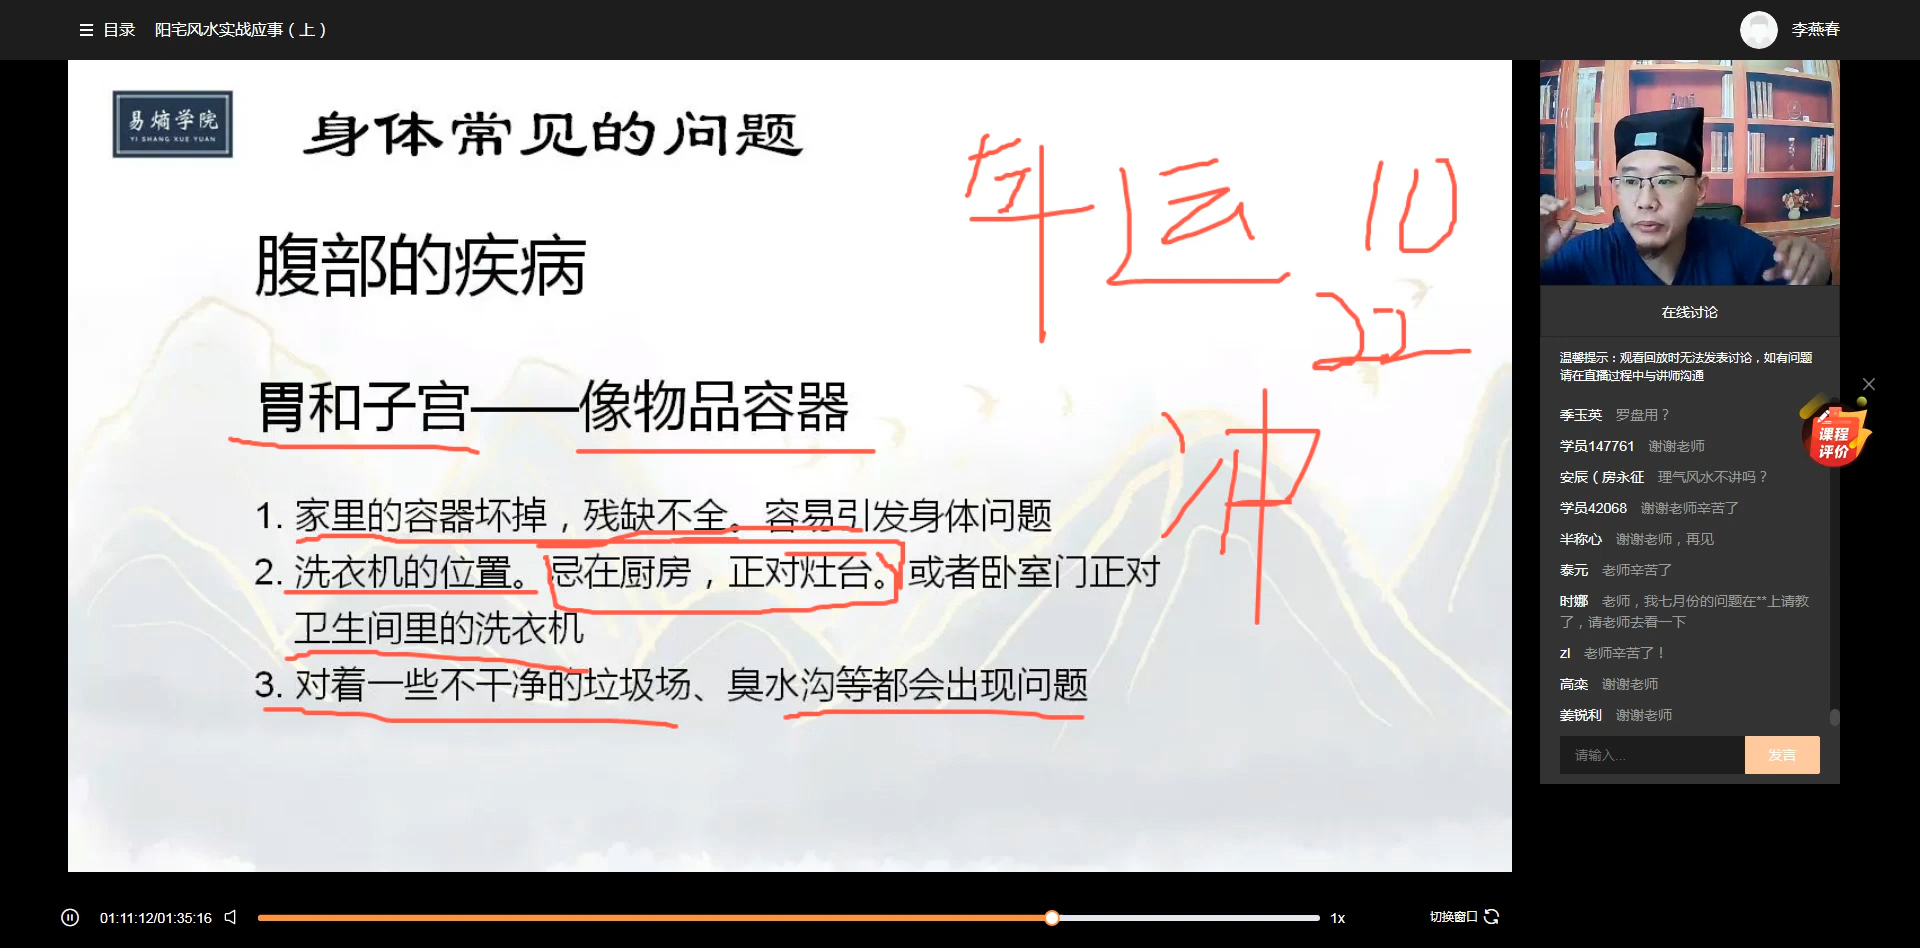 目录 阳宅风水实战应事（上）
李燕春
易熵学院
YI SHANG XUE YUAN
身体常见的问题
年运 10
22
冲
腹部的疾病
胃和子宫——像物品容器
1. 家里的容器坏掉，残缺不全。容易引发身体问题
2. 洗衣机的位置。忌在厨房，正对灶台。或者卧室门正对
卫生间里的洗衣机
3. 对着一些不干净的垃圾场、臭水沟等都会出现问题
在线讨论
温馨提示：观看回放时无法发表讨论，如有问题
请在直播过程中与讲师沟通
季玉英 罗盘用？
学员147761 谢谢老师
安辰（房永征 理气风水不讲吗？
学员42068 谢谢老师辛苦了
半称心 谢谢老师，再见
泰元 老师辛苦了
时娜 老师，我七月份的问题在**上请教
了，请老师去看一下
zl 老师辛苦了！
高栾 谢谢老师
姜锐利 谢谢老师
课程
评价
请输入... 发言
01:11:12/01:35:16 1x 切换窗口